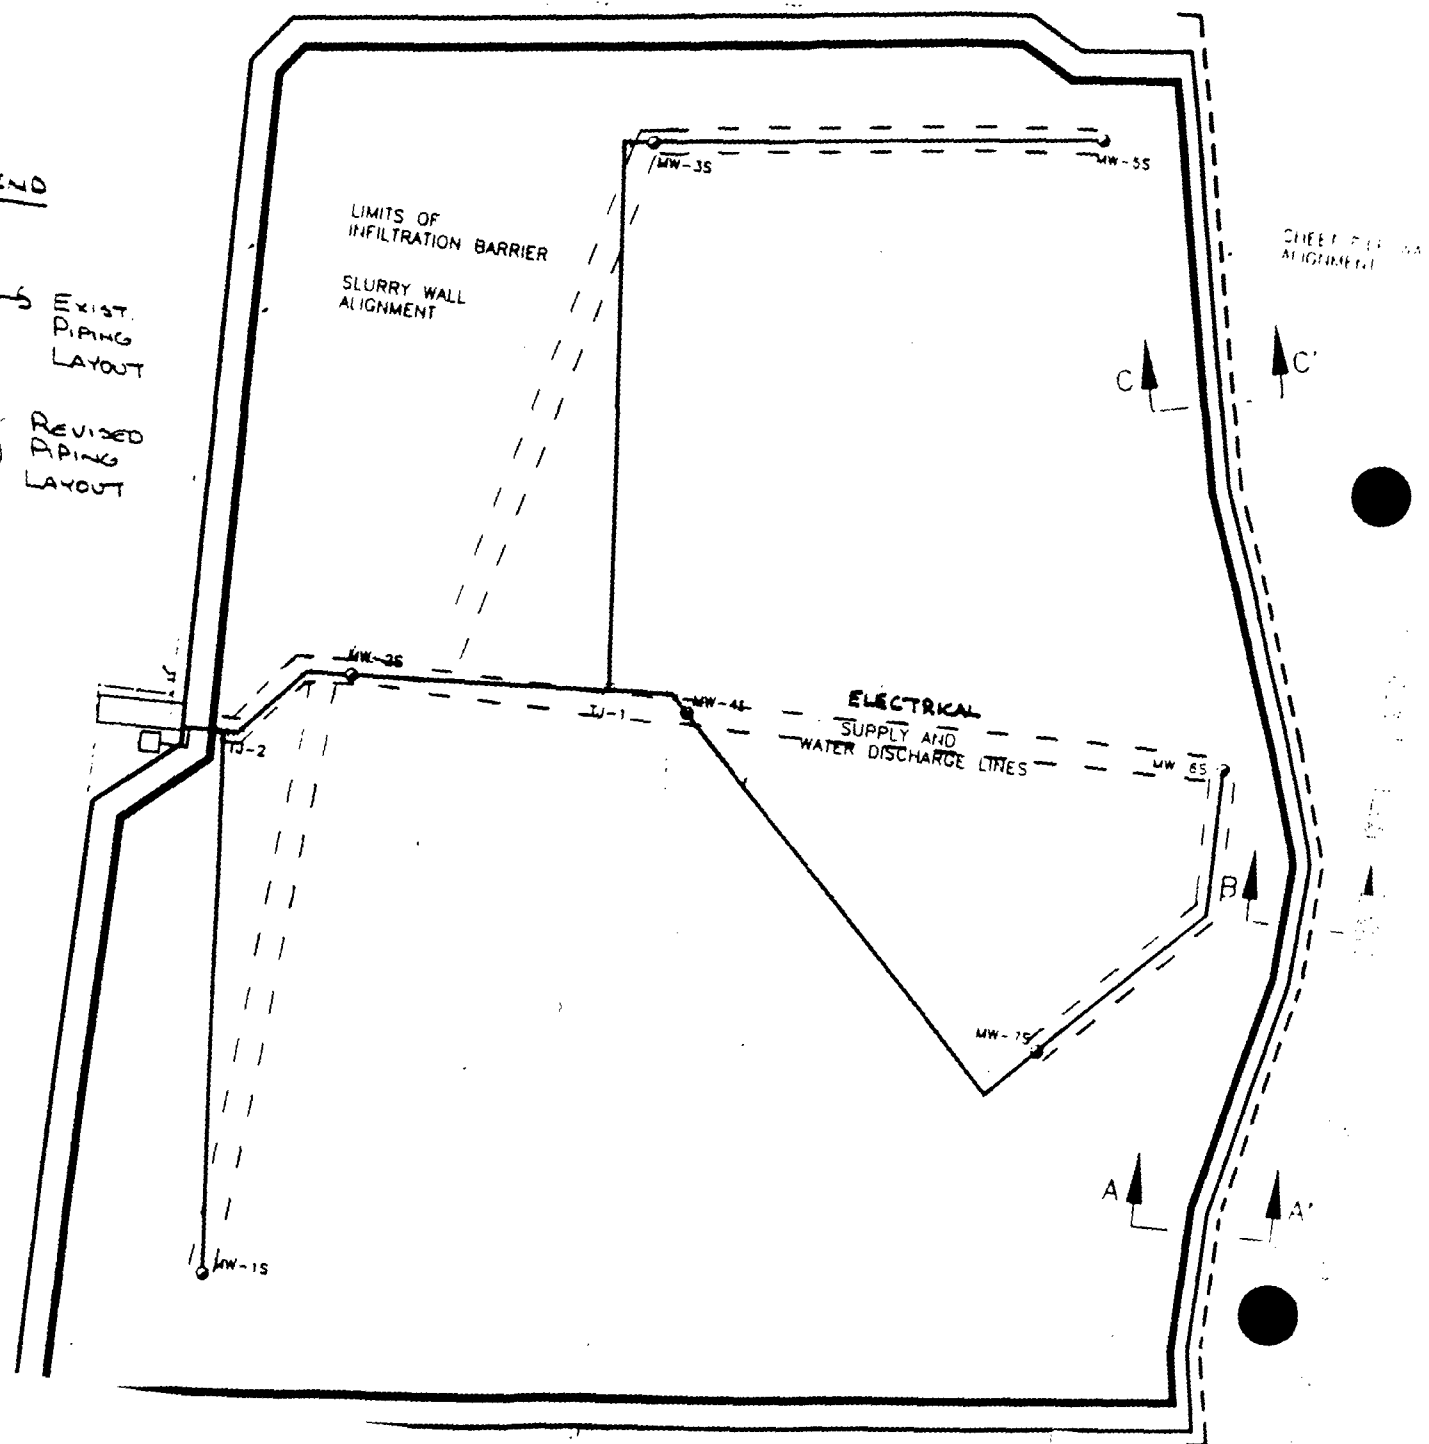 MW-3S
MW-5S
LIMITS OF
INFILTRATION BARRIER
SLURRY WALL
ALIGNMENT
ALIGNMENT
EXIST.
PIPING
LAYOUT
REVISED
PIPING
LAYOUT
C
C'
MW-2S
MW-4S
TJ-1
TJ-2
ELECTRICAL
SUPPLY AND
WATER DISCHARGE LINES
MW 6S
B
MW-7S
A
A'
MW-1S